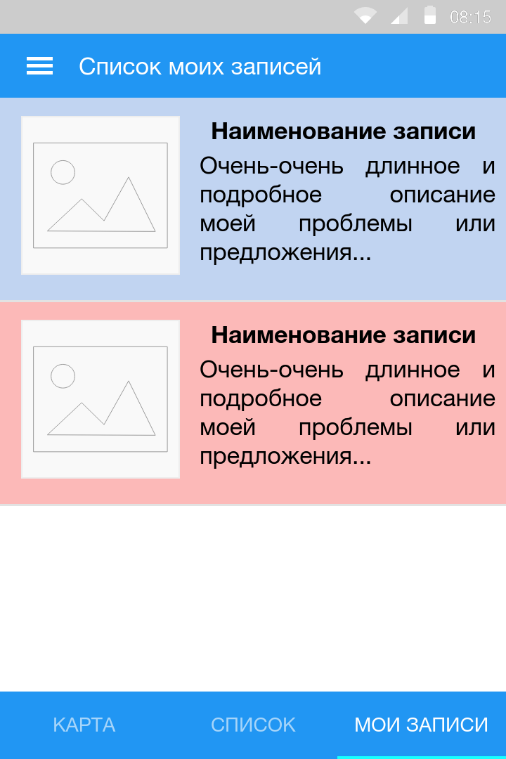 08:15
Список моих записей
Наименование записи
Очень-очень длинное и
подробное описание
моей проблемы или
предложения...
Наименование записи
Очень-очень длинное и
подробное описание
моей проблемы или
предложения...
КАРТА СПИСОК МОИ ЗАПИСИ